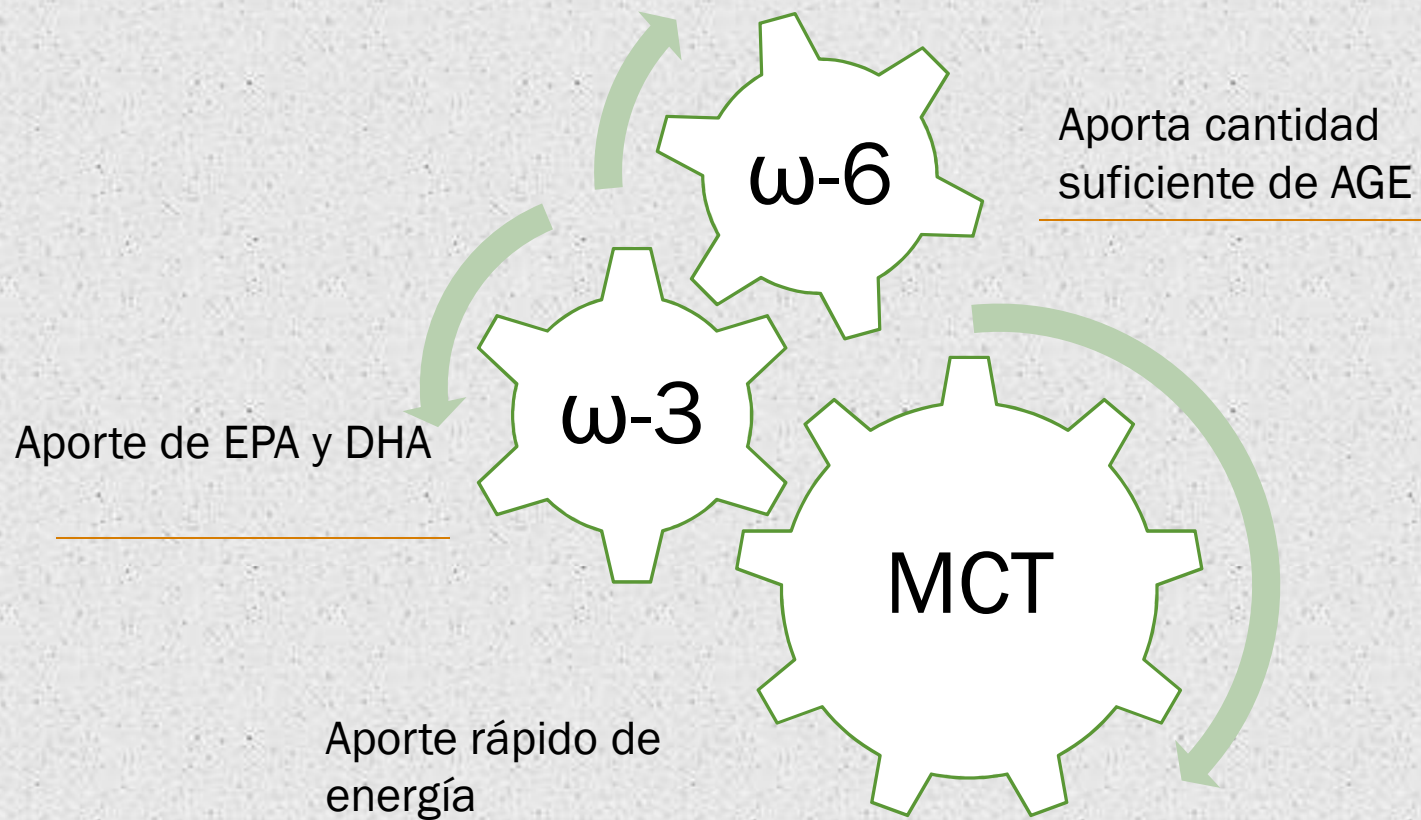 ω-6
Aporta cantidad
suficiente de AGE
ω-3
Aporte de EPA y DHA
MCT
Aporte rápido de
energía